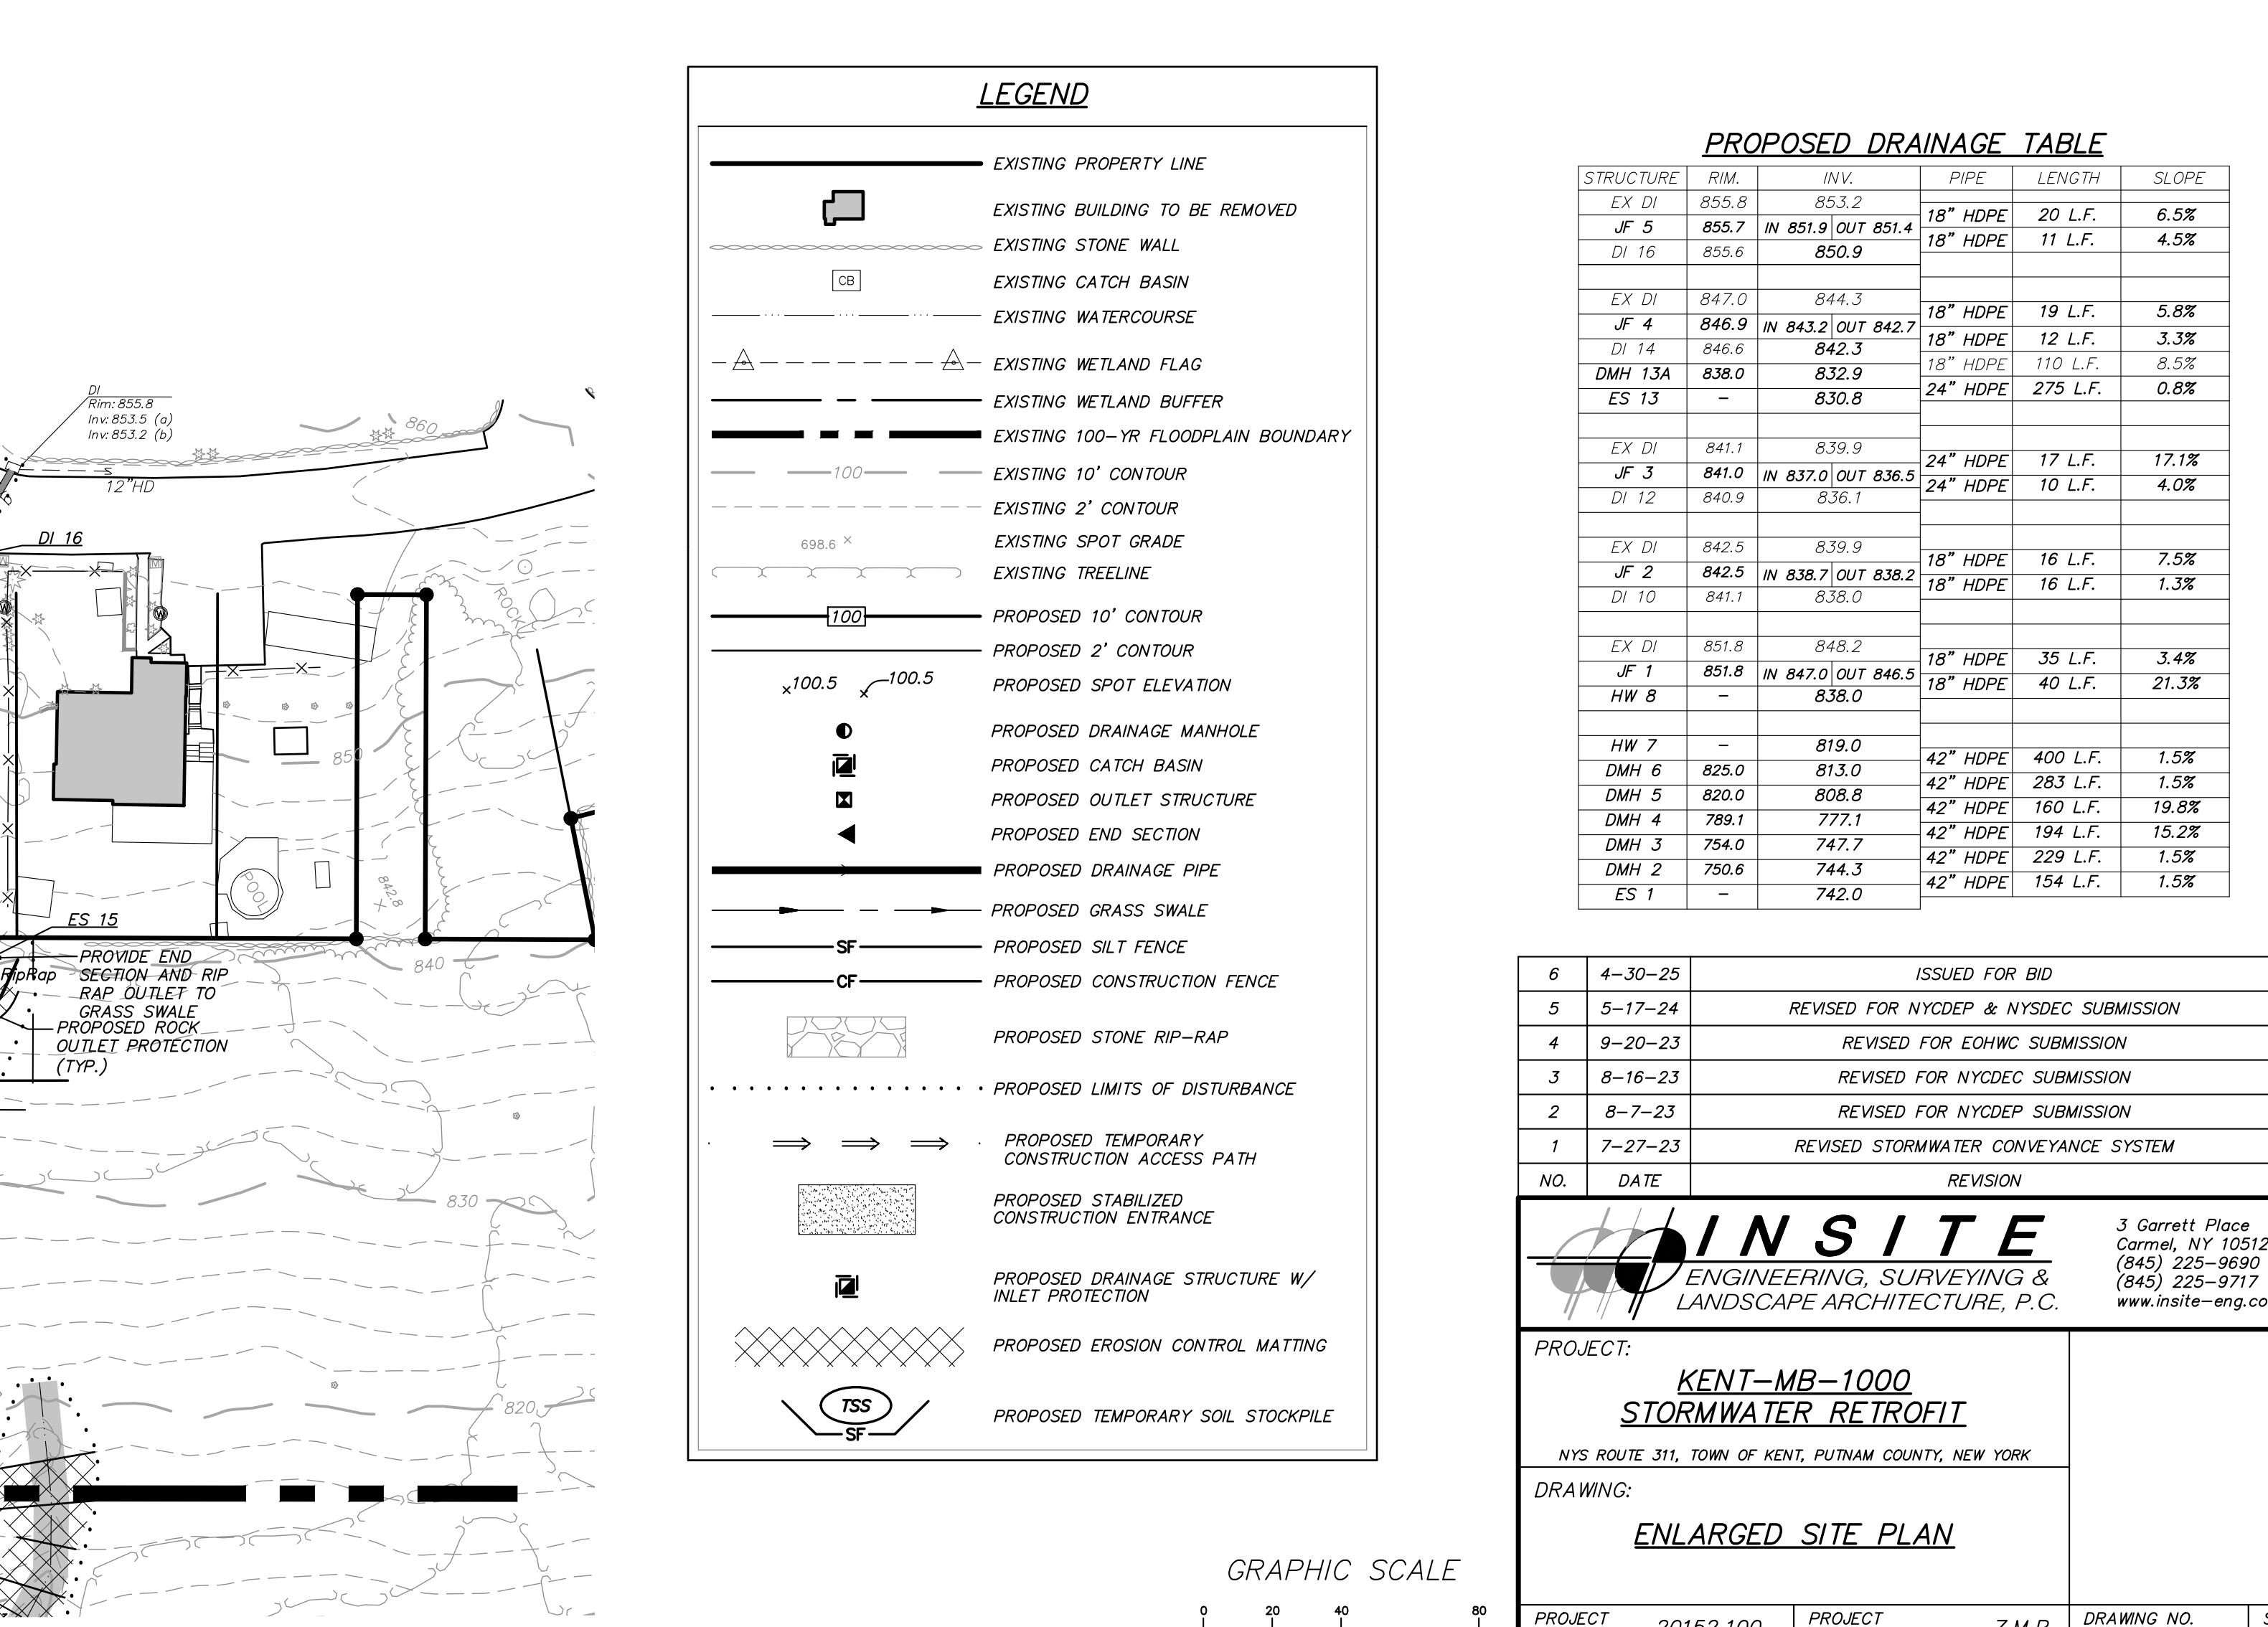 DI
Rim: 855.8
Inv: 853.5 (a)
Inv: 853.2 (b)
860
S
12"HD
DI 16
ROCK
850
POOL
842.8
ES 15
RipRap
PROVIDE END
SECTION AND RIP
RAP OUTLET TO
GRASS SWALE
PROPOSED ROCK
OUTLET PROTECTION
(TYP.)
840
830
820
LEGEND
EXISTING PROPERTY LINE
EXISTING BUILDING TO BE REMOVED
EXISTING STONE WALL
CB EXISTING CATCH BASIN
EXISTING WATERCOURSE
EXISTING WETLAND FLAG
EXISTING WETLAND BUFFER
EXISTING 100-YR FLOODPLAIN BOUNDARY
100 EXISTING 10' CONTOUR
EXISTING 2' CONTOUR
698.6 × EXISTING SPOT GRADE
EXISTING TREELINE
100 PROPOSED 10' CONTOUR
PROPOSED 2' CONTOUR
×100.5 ×100.5 PROPOSED SPOT ELEVATION
PROPOSED DRAINAGE MANHOLE
PROPOSED CATCH BASIN
PROPOSED OUTLET STRUCTURE
PROPOSED END SECTION
PROPOSED DRAINAGE PIPE
PROPOSED GRASS SWALE
SF PROPOSED SILT FENCE
CF PROPOSED CONSTRUCTION FENCE
PROPOSED STONE RIP-RAP
PROPOSED LIMITS OF DISTURBANCE
PROPOSED TEMPORARY
CONSTRUCTION ACCESS PATH
PROPOSED STABILIZED
CONSTRUCTION ENTRANCE
PROPOSED DRAINAGE STRUCTURE W/
INLET PROTECTION
PROPOSED EROSION CONTROL MATTING
TSS
SF
PROPOSED TEMPORARY SOIL STOCKPILE
GRAPHIC SCALE
0 20 40 80
PROPOSED DRAINAGE TABLE
STRUCTURE RIM. INV. PIPE LENGTH SLOPE
EX DI 855.8 853.2
18" HDPE 20 L.F. 6.5%
JF 5 855.7 IN 851.9 OUT 851.4
18" HDPE 11 L.F. 4.5%
DI 16 855.6 850.9
EX DI 847.0 844.3
18" HDPE 19 L.F. 5.8%
JF 4 846.9 IN 843.2 OUT 842.7
18" HDPE 12 L.F. 3.3%
DI 14 846.6 842.3
18" HDPE 110 L.F. 8.5%
DMH 13A 838.0 832.9
24" HDPE 275 L.F. 0.8%
ES 13 - 830.8
EX DI 841.1 839.9
24" HDPE 17 L.F. 17.1%
JF 3 841.0 IN 837.0 OUT 836.5
24" HDPE 10 L.F. 4.0%
DI 12 840.9 836.1
EX DI 842.5 839.9
18" HDPE 16 L.F. 7.5%
JF 2 842.5 IN 838.7 OUT 838.2
18" HDPE 16 L.F. 1.3%
DI 10 841.1 838.0
EX DI 851.8 848.2
18" HDPE 35 L.F. 3.4%
JF 1 851.8 IN 847.0 OUT 846.5
18" HDPE 40 L.F. 21.3%
HW 8 - 838.0
HW 7 - 819.0
42" HDPE 400 L.F. 1.5%
DMH 6 825.0 813.0
42" HDPE 283 L.F. 1.5%
DMH 5 820.0 808.8
42" HDPE 160 L.F. 19.8%
DMH 4 789.1 777.1
42" HDPE 194 L.F. 15.2%
DMH 3 754.0 747.7
42" HDPE 229 L.F. 1.5%
DMH 2 750.6 744.3
42" HDPE 154 L.F. 1.5%
ES 1 - 742.0
6 4-30-25 ISSUED FOR BID
5 5-17-24 REVISED FOR NYCDEP & NYSDEC SUBMISSION
4 9-20-23 REVISED FOR EOHWC SUBMISSION
3 8-16-23 REVISED FOR NYCDEC SUBMISSION
2 8-7-23 REVISED FOR NYCDEP SUBMISSION
1 7-27-23 REVISED STORMWATER CONVEYANCE SYSTEM
NO. DATE REVISION
INSITE
ENGINEERING, SURVEYING &
LANDSCAPE ARCHITECTURE, P.C.
3 Garrett Place
Carmel, NY 10512
(845) 225-9690
(845) 225-9717
www.insite-eng.co
PROJECT:
KENT-MB-1000
STORMWATER RETROFIT
NYS ROUTE 311, TOWN OF KENT, PUTNAM COUNTY, NEW YORK
DRAWING:
ENLARGED SITE PLAN
PROJECT 20152.100 PROJECT Z.M.P. DRAWING NO.